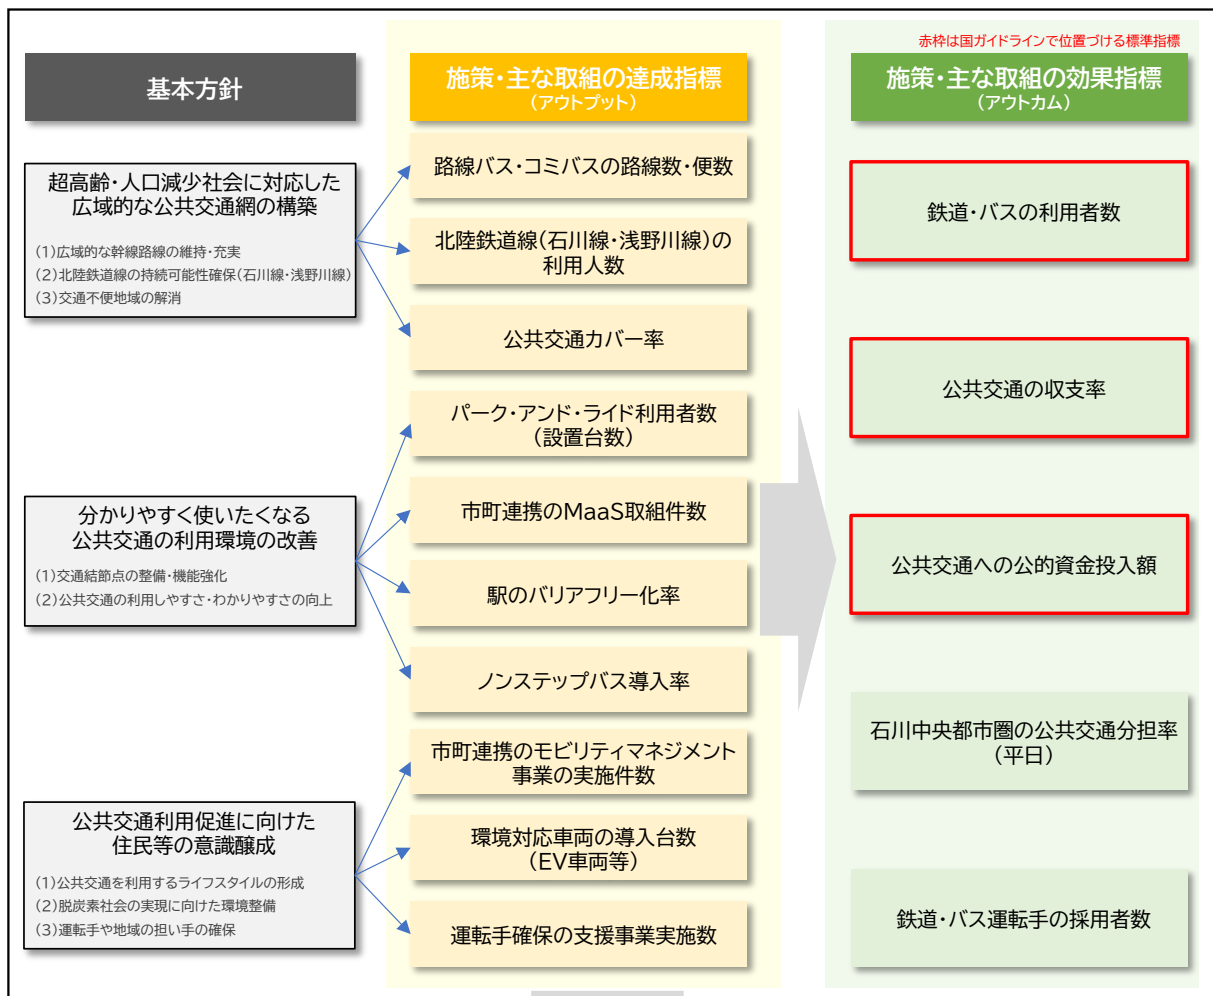 赤枠は国ガイドラインで位置づける標準指標
基本方針
施策・主な取組の達成指標
(アウトプット)
施策・主な取組の効果指標
(アウトカム)
超高齢・人口減少社会に対応した
広域的な公共交通網の構築
(1)広域的な幹線路線の維持・充実
(2)北陸鉄道線の持続可能性確保(石川線・浅野川線)
(3)交通不便地域の解消
分かりやすく使いたくなる
公共交通の利用環境の改善
(1)交通結節点の整備・機能強化
(2)公共交通の利用しやすさ・わかりやすさの向上
公共交通利用促進に向けた
住民等の意識醸成
(1)公共交通を利用するライフスタイルの形成
(2)脱炭素社会の実現に向けた環境整備
(3)運転手や地域の担い手の確保
路線バス・コミバスの路線数・便数
北陸鉄道線(石川線・浅野川線)の
利用人数
公共交通カバー率
パーク・アンド・ライド利用者数
(設置台数)
市町連携のMaaS取組件数
駅のバリアフリー化率
ノンステップバス導入率
市町連携のモビリティマネジメント
事業の実施件数
環境対応車両の導入台数
(EV車両等)
運転手確保の支援事業実施数
鉄道・バスの利用者数
公共交通の収支率
公共交通への公的資金投入額
石川中央都市圏の公共交通分担率
(平日)
鉄道・バス運転手の採用者数